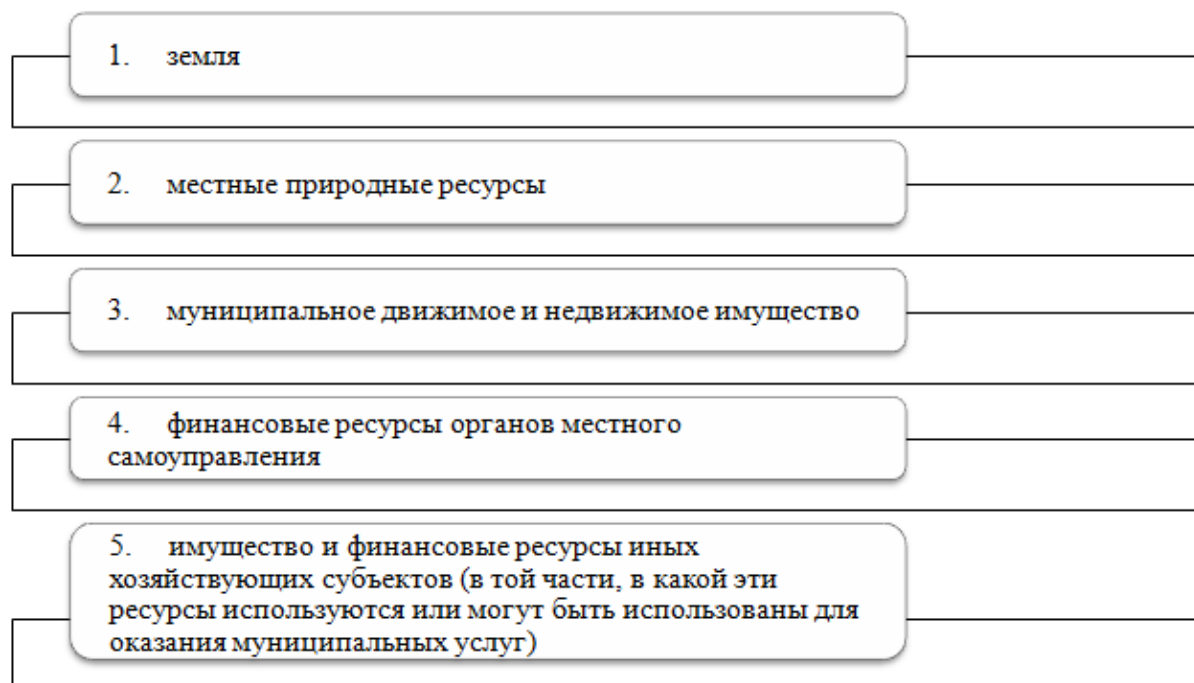 1. земля
2. местные природные ресурсы
3. муниципальное движимое и недвижимое имущество
4. финансовые ресурсы органов местного
самоуправления
5. имущество и финансовые ресурсы иных
хозяйствующих субъектов (в той части, в какой эти
ресурсы используются или могут быть использованы для
оказания муниципальных услуг)